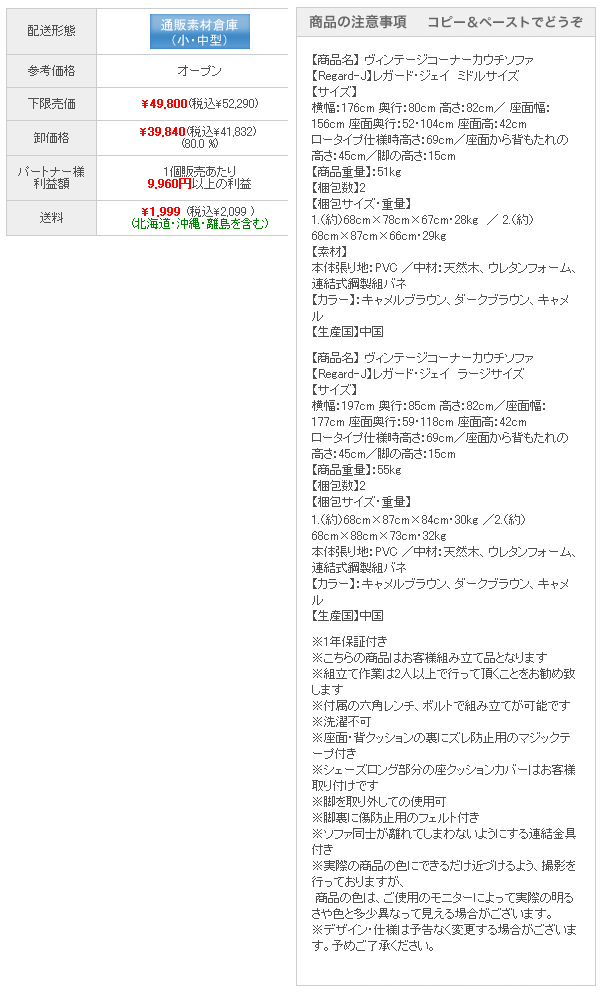 配送形態
通販素材倉庫
（小・中型）
参考価格
オープン
下限売価
¥49,800(税込¥52,290)
卸価格
¥39,840(税込¥41,832)
(80.0 %)
パートナー様
利益額
1個販売あたり
9,960円以上の利益
送料
¥1,999 (税込¥2,099 )
(北海道・沖縄・離島を含む)
商品の注意事項 コピー＆ペーストでどうぞ
【商品名】 ヴィンテージコーナーカウチソファ
【Regard-J】レガード・ジェイ ミドルサイズ
【サイズ】
横幅：176cm 奥行：80cm 高さ：82cm／ 座面幅：
156cm 座面奥行：52・104cm 座面高：42cm
ロータイプ仕様時高さ：69cm／座面から背もたれの
高さ：45cm／脚の高さ：15cm
【商品重量】：51kg
【梱包数】2
【梱包サイズ・重量】
1.(約)68cm×78cm×67cm・28kg ／ 2.(約)
68cm×87cm×66cm・29kg
【素材】
本体張り地：PVC ／中材：天然木、ウレタンフォーム、
連結式鋼製組バネ
【カラー】：キャメルブラウン、ダークブラウン、キャメ
ル
【生産国】中国
【商品名】 ヴィンテージコーナーカウチソファ
【Regard-J】レガード・ジェイ ラージサイズ
【サイズ】
横幅：197cm 奥行：85cm 高さ：82cm／座面幅：
177cm 座面奥行：59・118cm 座面高：42cm
ロータイプ仕様時高さ：69cm／座面から背もたれの
高さ：45cm／脚の高さ：15cm
【商品重量】：55kg
【梱包数】2
【梱包サイズ・重量】
1.(約)68cm×87cm×84cm・30kg ／2.(約)
68cm×88cm×73cm・32kg
本体張り地：PVC ／中材：天然木、ウレタンフォーム、
連結式鋼製組バネ
【カラー】：キャメルブラウン、ダークブラウン、キャメ
ル
【生産国】中国
※1年保証付き
※こちらの商品はお客様組み立て品となります
※組立て作業は2人以上で行って頂くことをお勧め致
します
※付属の六角レンチ、ボルトで組み立てが可能です
※洗濯不可
※座面・背クッションの裏にズレ防止用のマジックテ
ープ付き
※シェーズロング部分の座クッションカバーはお客様
取り付けです
※脚を取り外しての使用可
※脚裏に傷防止用のフェルト付き
※ソファ同士が離れてしまわないようにする連結金具
付き
※実際の商品の色にできるだけ近づけるよう、撮影を
行っておりますが、
商品の色は、ご使用のモニターによって実際の明る
さや色と多少異なって見える場合がございます。
※デザイン・仕様は予告なく変更する場合がございま
す。予めご了承ください。